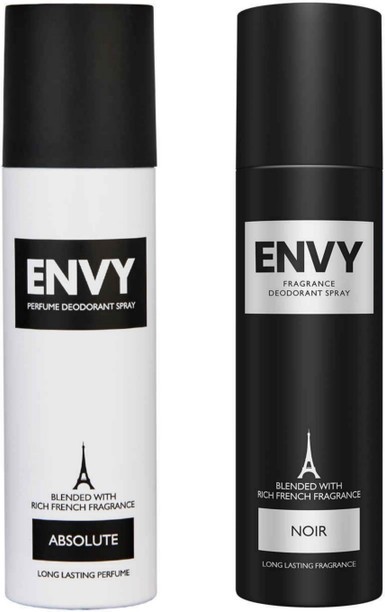 ENVY
PERFUME DEODORANT SPRAY
BLENDED WITH
RICH FRENCH FRAGRANCE
ABSOLUTE
LONG LASTING PERFUME
ENVY
FRAGRANCE
DEODORANT SPRAY
BLENDED WITH
RICH FRENCH FRAGRANCE
NOIR
LONG LASTING FRAGRANCE